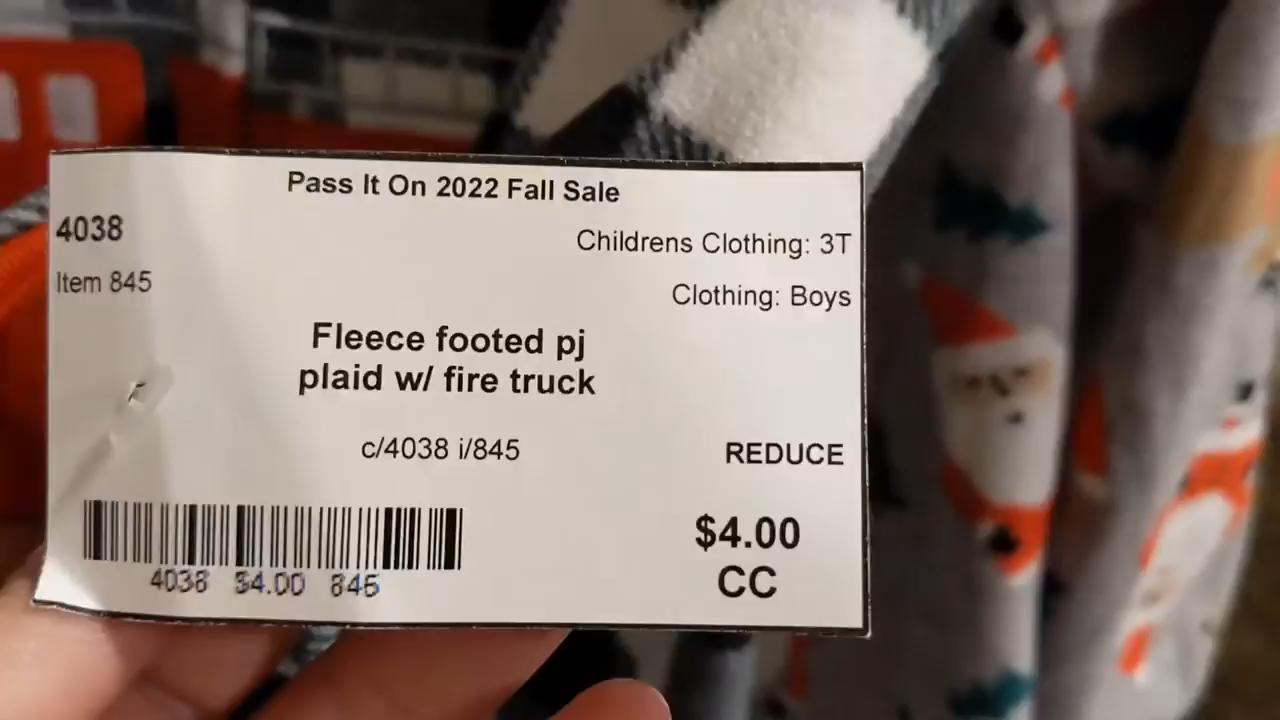 Pass It On 2022 Fall Sale
4038
Childrens Clothing: 3T
Item 845
Clothing: Boys
Fleece footed pj
plaid w/ fire truck
c/4038 i/845
REDUCE
$4.00
CC
4038 $4.00 845